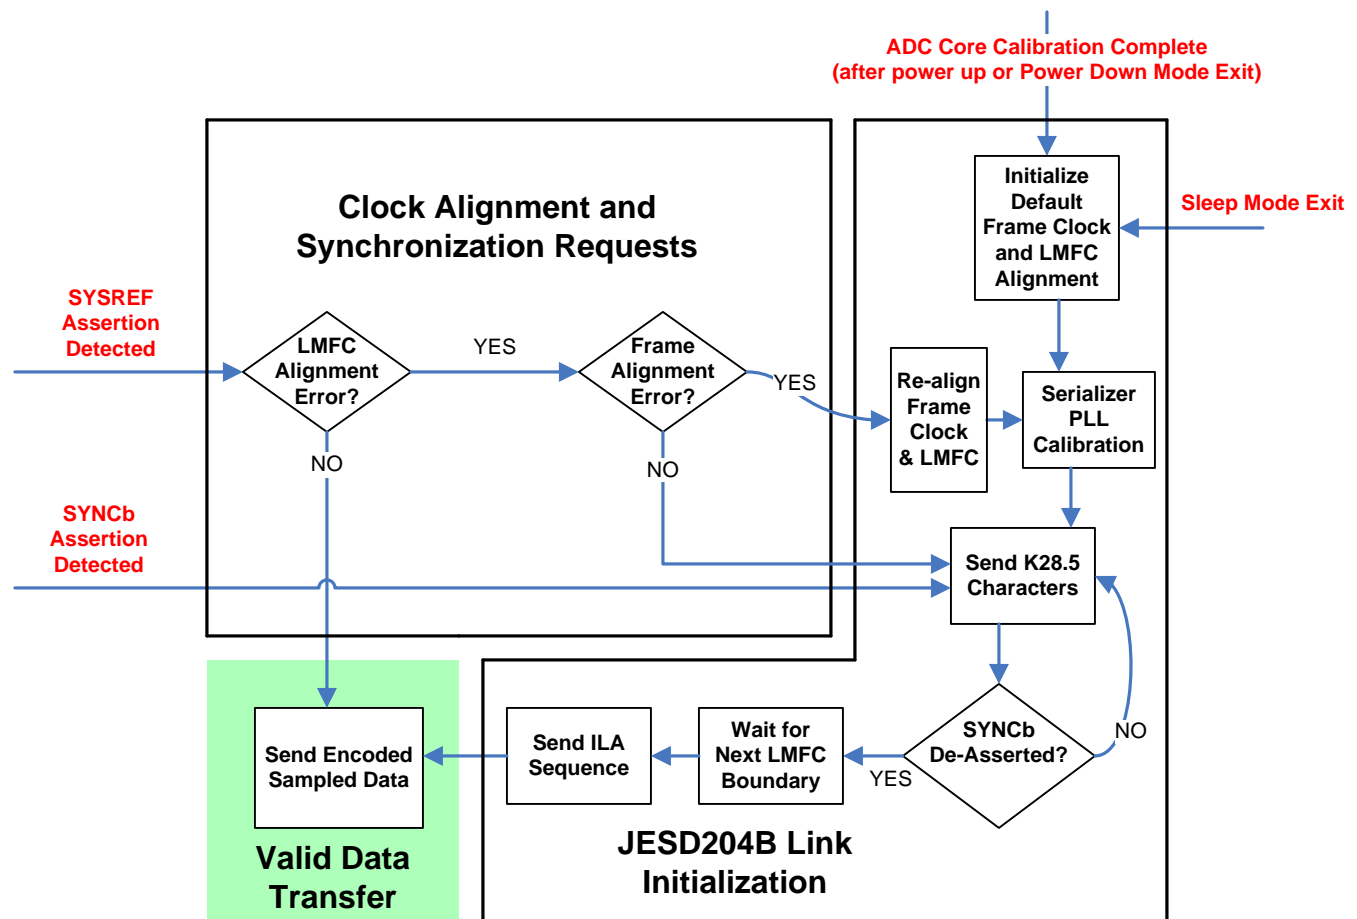 ADC Core Calibration Complete
(after power up or Power Down Mode Exit)
Clock Alignment and
Synchronization Requests
Initialize
Default
Frame Clock
and LMFC
Alignment
Sleep Mode Exit
SYSREF
Assertion
Detected
LMFC
Alignment
Error?
YES
Frame
Alignment
Error?
YES
Re-align
Frame
Clock
& LMFC
Serializer
PLL
Calibration
NO
NO
SYNCb
Assertion
Detected
Send K28.5
Characters
SYNCb
De-Asserted?
NO
YES
Wait for
Next LMFC
Boundary
Send ILA
Sequence
Send Encoded
Sampled Data
Valid Data
Transfer
JESD204B Link
Initialization